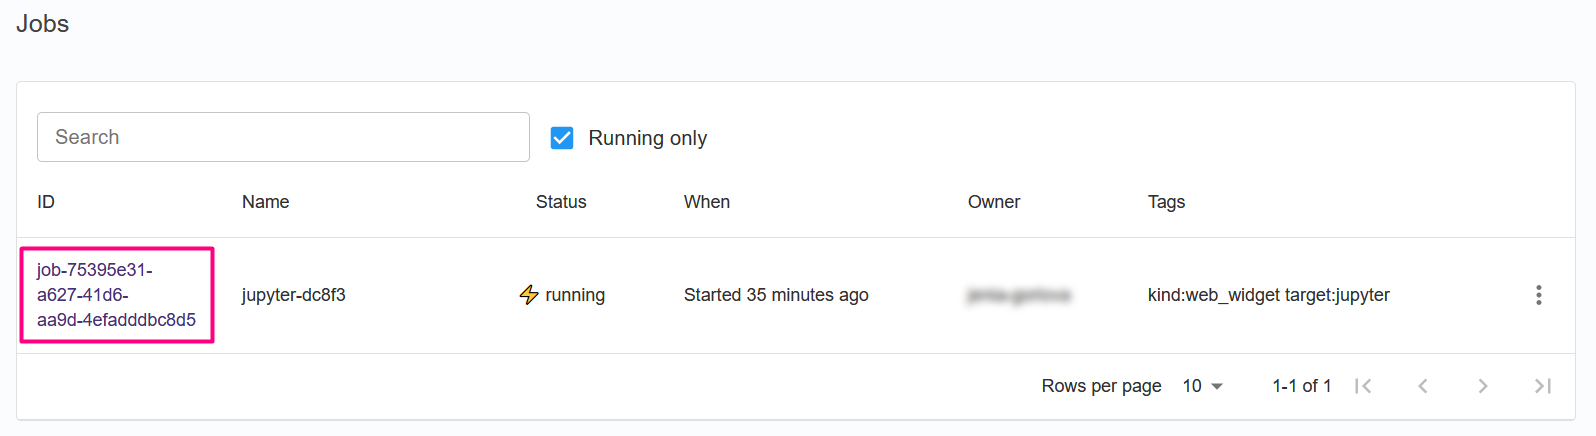 Jobs
Search
Running only
ID Name Status When Owner Tags
job-75395e31-
a627-41d6-
aa9d-4efadddbc8d5
jupyter-dc8f3 running Started 35 minutes ago kind:web_widget target:jupyter
Rows per page 10 1-1 of 1